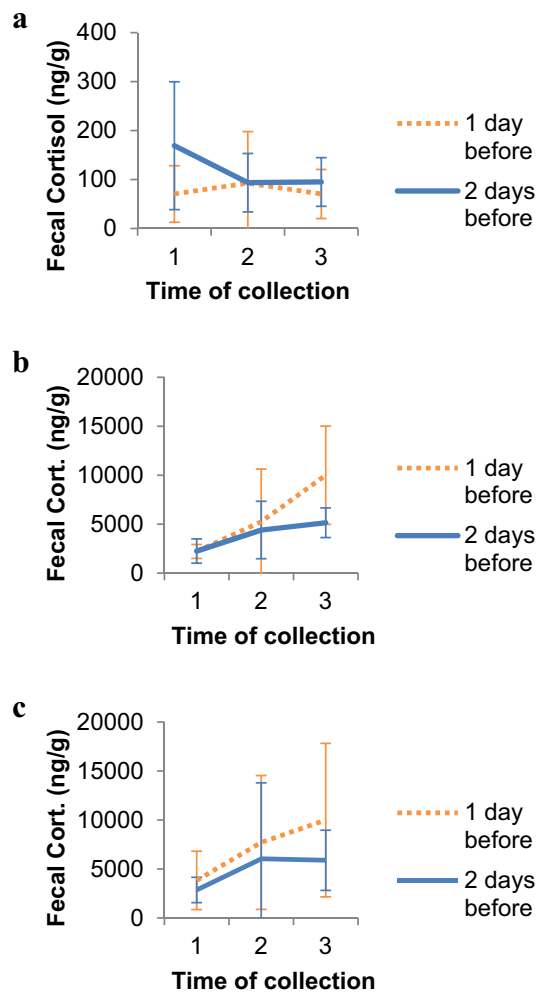 a
Fecal Cortisol (ng/g)
400
300
200
100
0
1 2 3
Time of collection
1 day
before
2 days
before
b
Fecal Cort. (ng/g)
20000
15000
10000
5000
0
1 2 3
Time of collection
1 day
before
2 days
before
c
Fecal Cort. (ng/g)
20000
15000
10000
5000
0
1 2 3
Time of collection
1 day
before
2 days
before